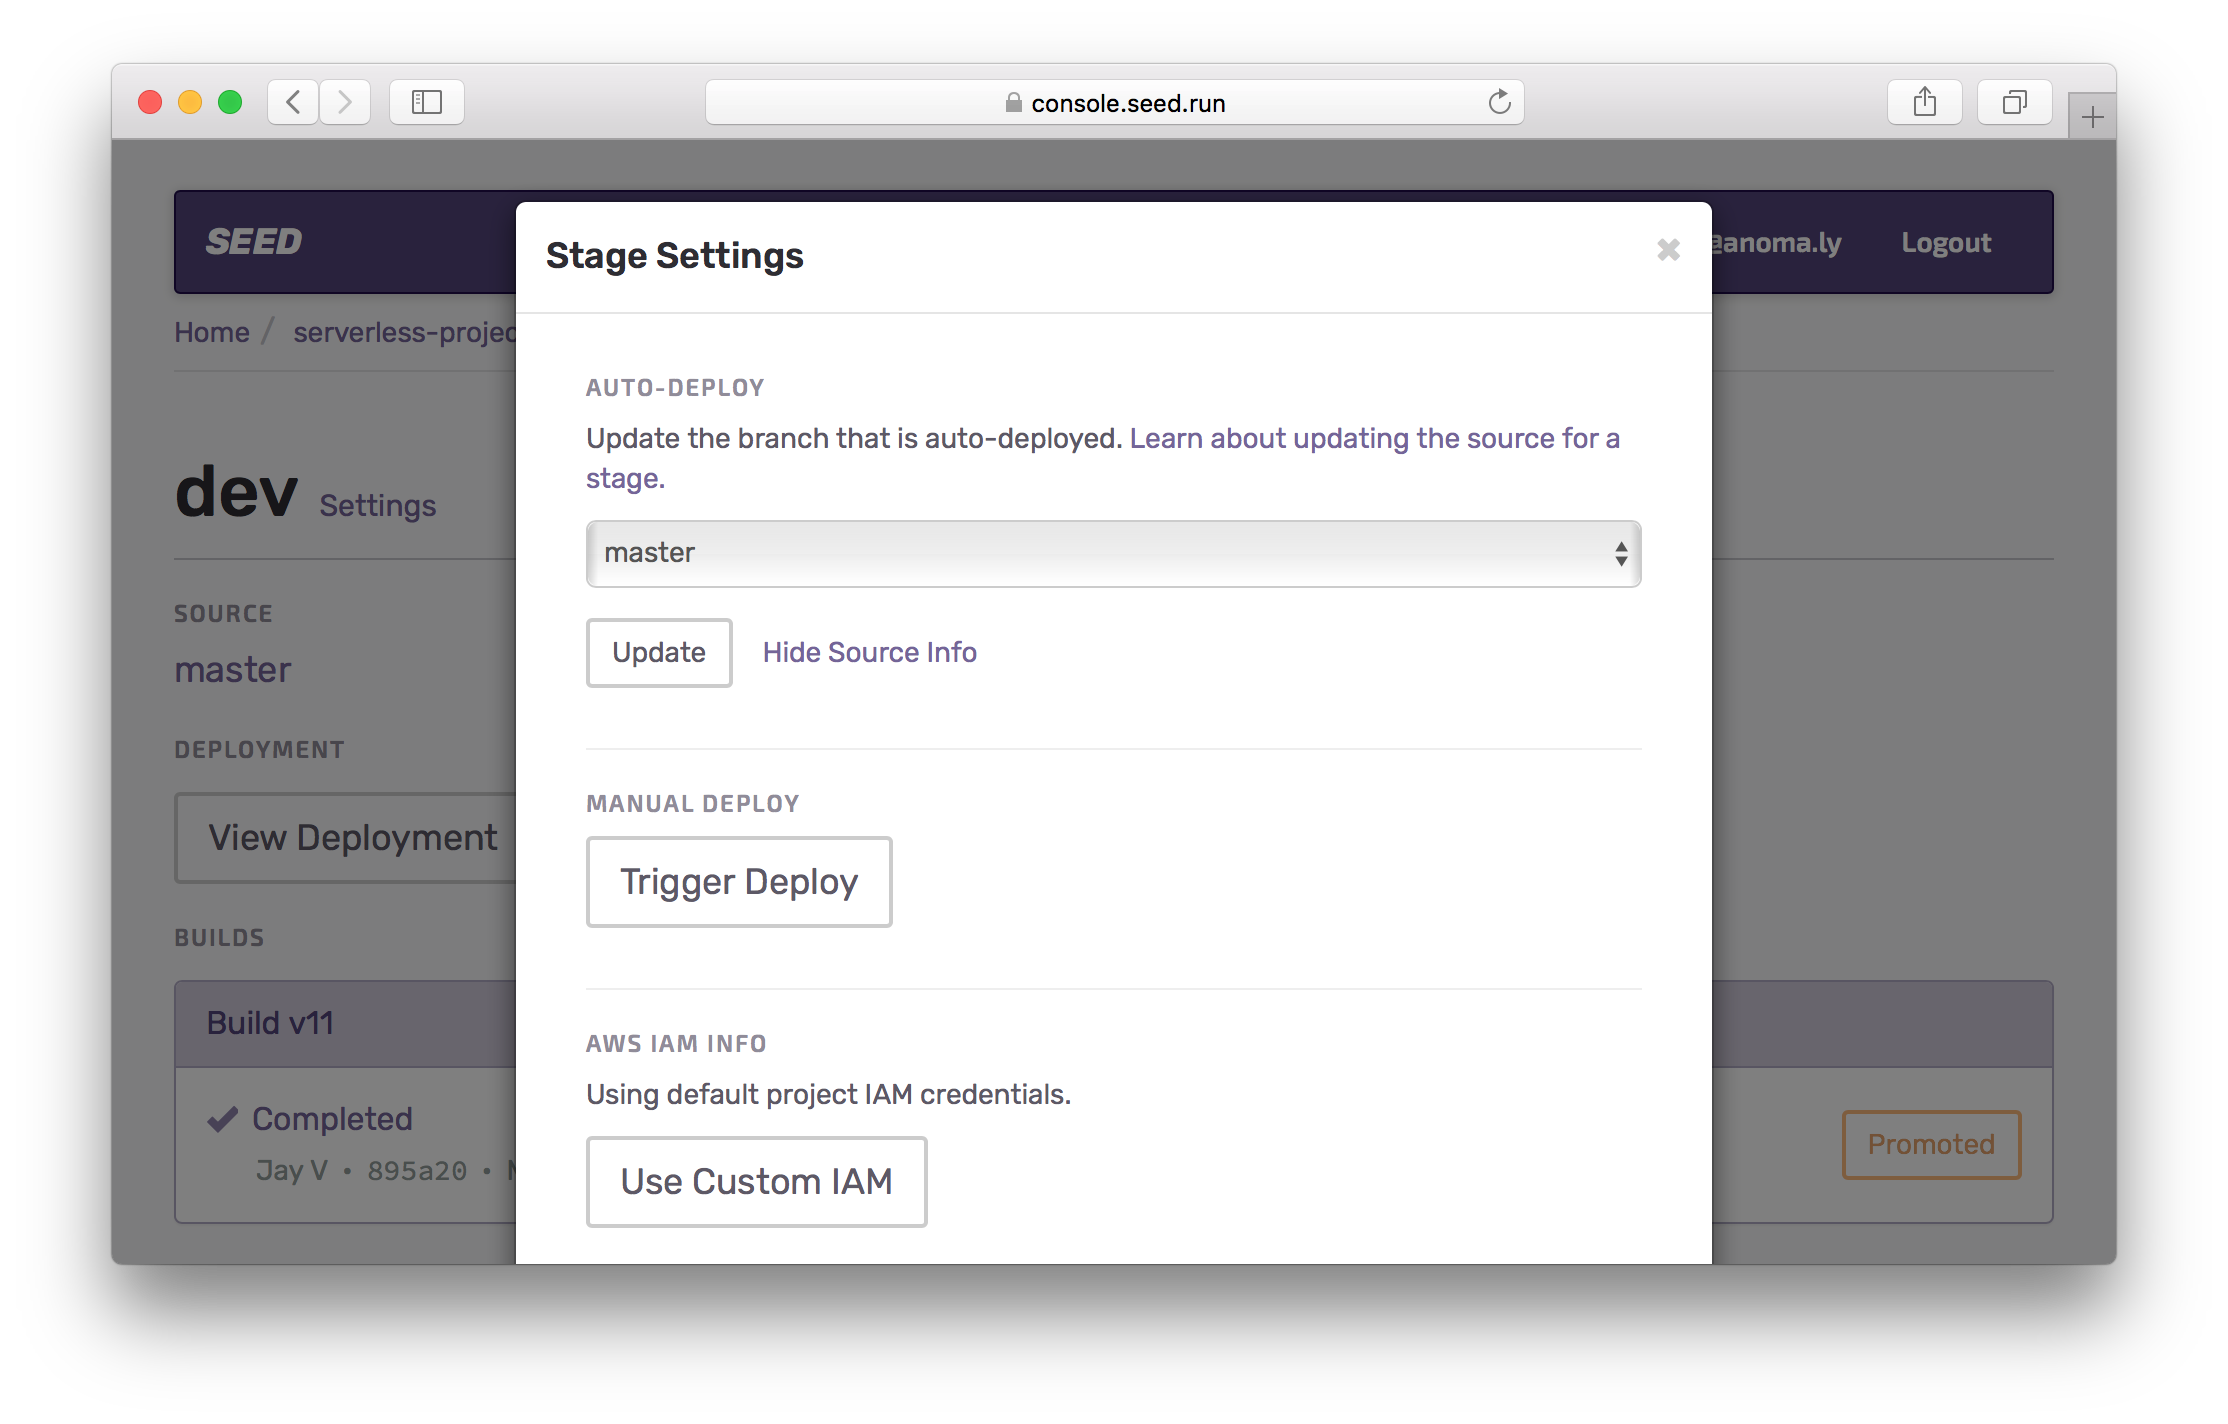 console.seed.run
SEED
@anoma.ly
Logout
Home / serverless-projec
Stage Settings
AUTO-DEPLOY
Update the branch that is auto-deployed. Learn about updating the source for a
stage.
master
Update
Hide Source Info
MANUAL DEPLOY
Trigger Deploy
AWS IAM INFO
Using default project IAM credentials.
Use Custom IAM
dev Settings
SOURCE
master
DEPLOYMENT
View Deployment
BUILDS
Build v11
Completed
Jay V • 895a20 •
Promoted